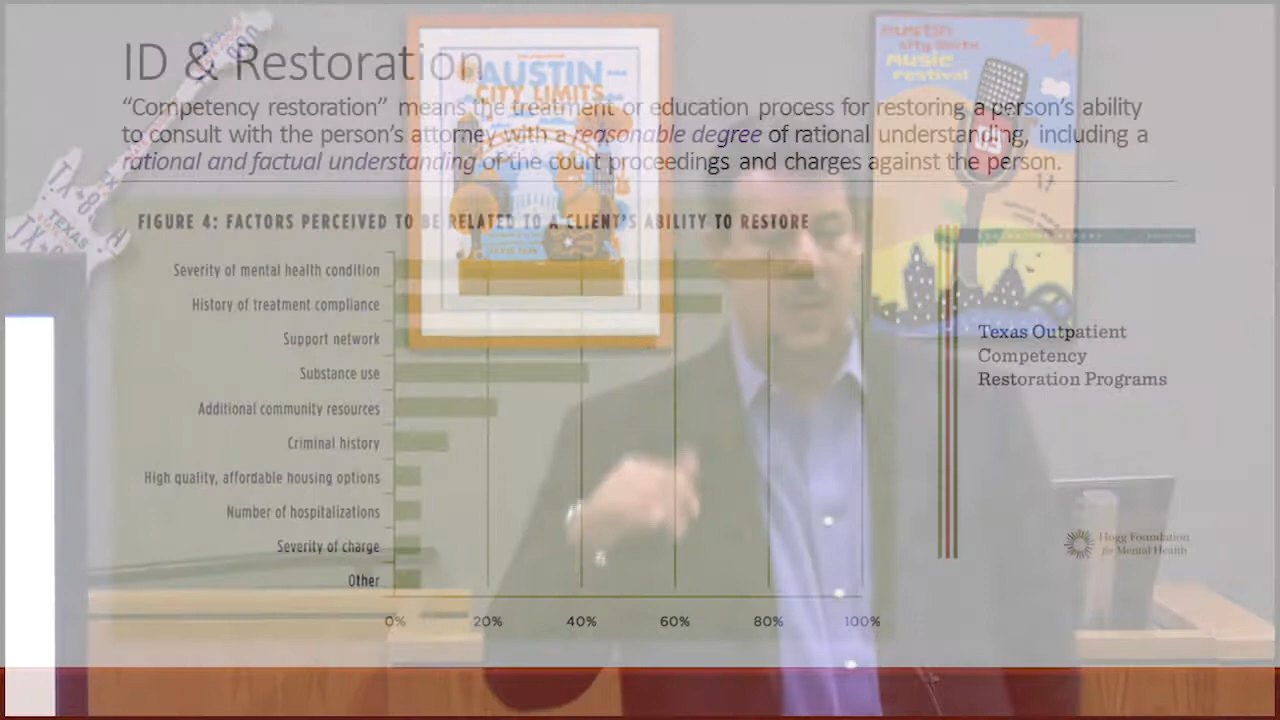 ID & Restoration
“Competency restoration” means the treatment or education process for restoring a person’s ability
to consult with the person’s attorney with a reasonable degree of rational understanding, including a
rational and factual understanding of the court proceedings and charges against the person.
FIGURE 4: FACTORS PERCEIVED TO BE RELATED TO A CLIENT’S ABILITY TO RESTORE
Severity of mental health condition
History of treatment compliance
Support network
Substance use
Additional community resources
Criminal history
High quality, affordable housing options
Number of hospitalizations
Severity of charge
Other
0% 20% 40% 60% 80% 100%
Texas Outpatient
Competency
Restoration Programs
Hogg Foundation
for Mental Health
AUSTIN
CITY LIMITS
austin
city limits
music
festival
TEXAS